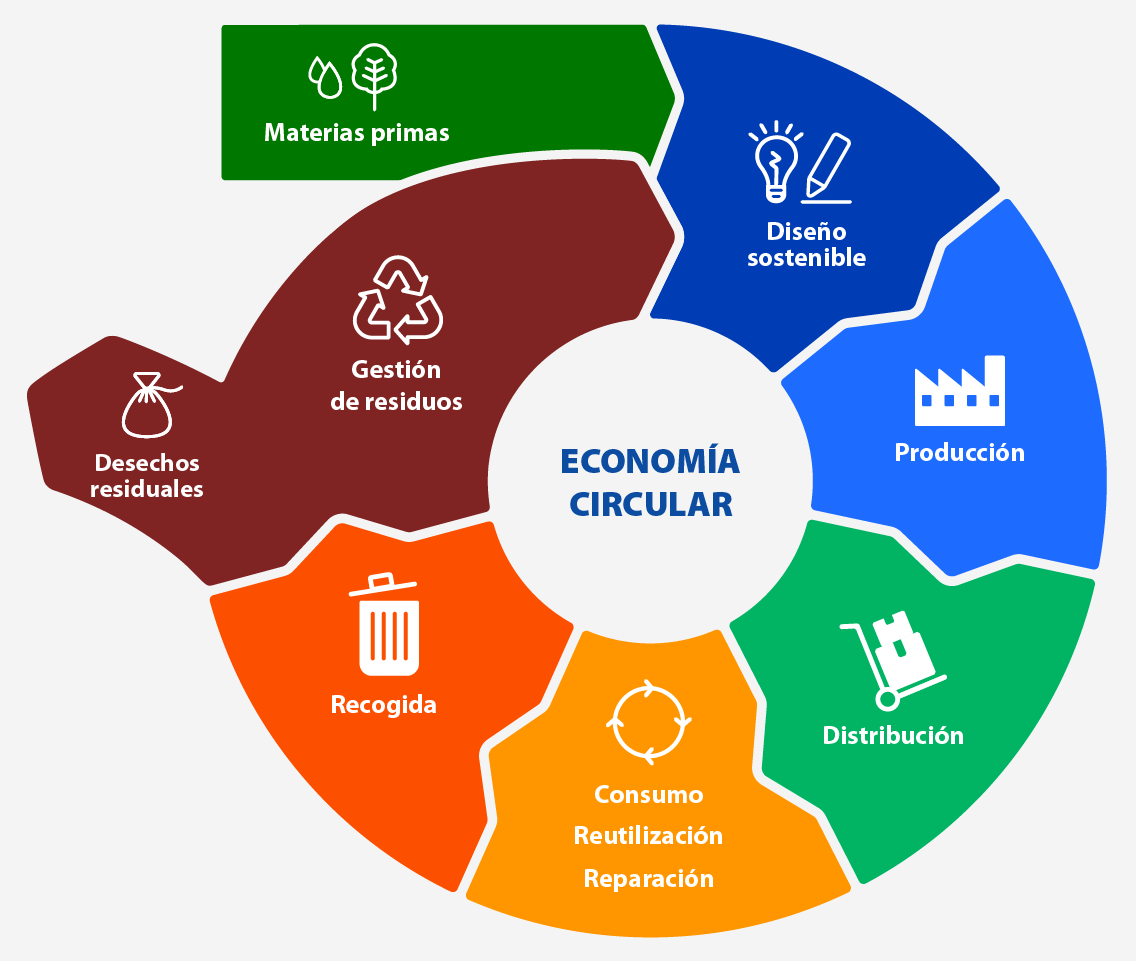 Materias primas
Diseño
sostenible
Gestión
de residuos
Producción
ECONOMÍA
CIRCULAR
Desechos
residuales
Recogida
Distribución
Consumo
Reutilización
Reparación